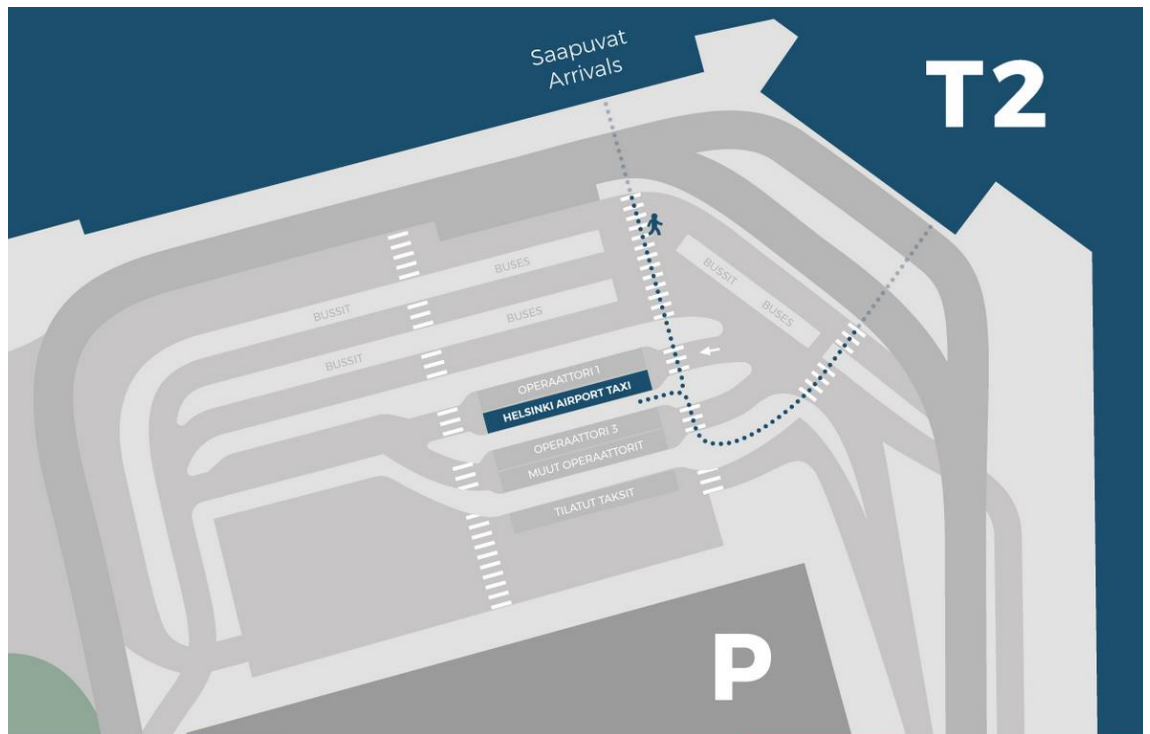 Saapuvat
Arrivals
T2
BUSSIT BUSES
BUSSIT BUSES
BUSSIT BUSES
OPERAATTORI 1
HELSINKI AIRPORT TAXI
OPERAATTORI 3
MUUT OPERAATTORIT
TILATUT TAKSIT
P